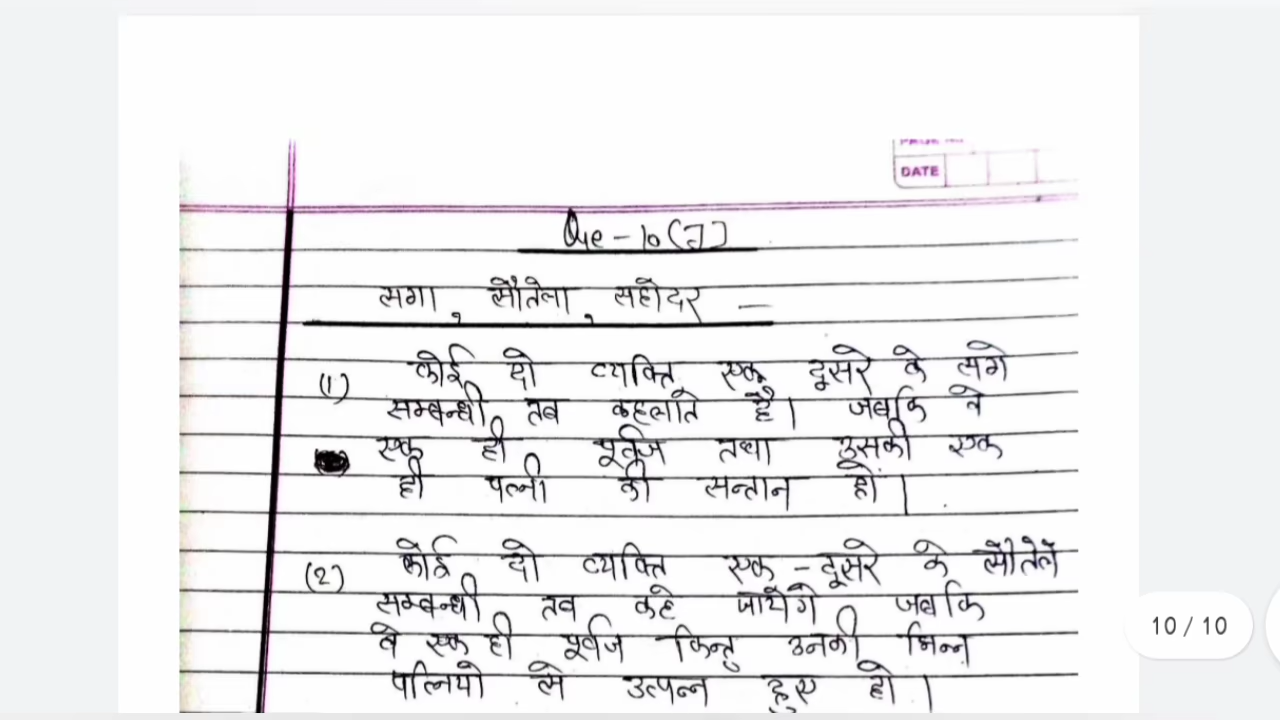 DATE
Que - 10 (ज)
सगा, सौतेला, सहोदर —
(1) कोई दो व्यक्ति एक दूसरे के सगे
सम्बन्धी तब कहलाते है। जबकि वे
एक ही पूर्वज तथा उसकी एक
ही पत्नी की सन्तान हों।
(2) कोई दो व्यक्ति एक-दूसरे के सौतेले
सम्बन्धी तब कहे जायेगे जबकि
वे एक ही पूर्वज किन्तु उनकी भिन्न
पत्नियो से उत्पन्न हुए हो।
10 / 10